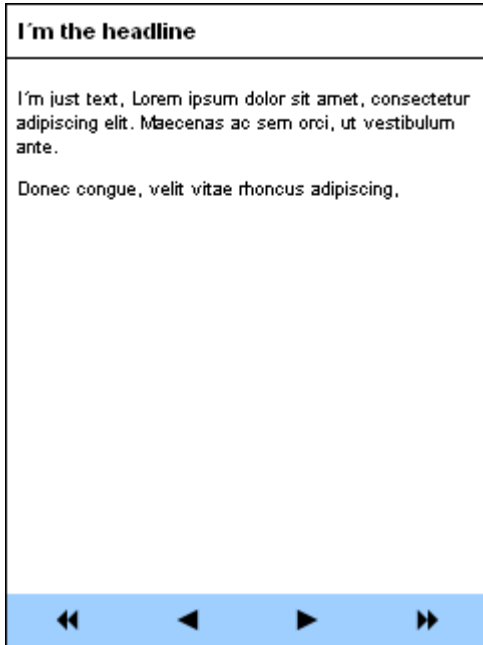 I´m the headline
I´m just text, Lorem ipsum dolor sit amet, consectetur
adipiscing elit. Maecenas ac sem orci, ut vestibulum
ante.
Donec congue, velit vitae rhoncus adipiscing,